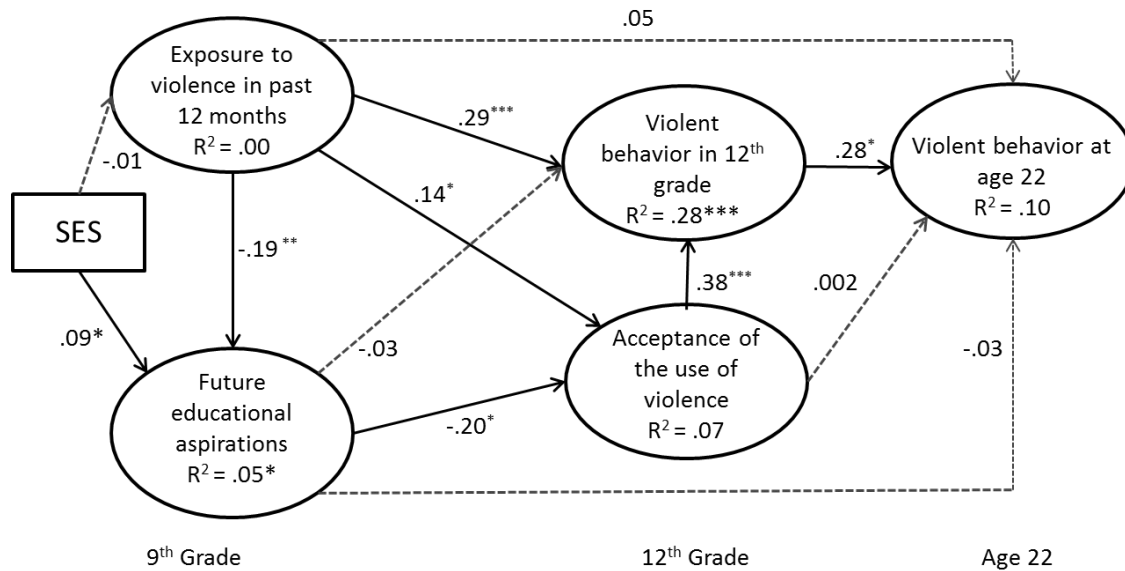 .05
Exposure to
violence in past
12 months
R² = .00
.29***
Violent
behavior in 12th
grade
R² = .28***
.28*
Violent behavior at
age 22
R² = .10
-.01
.14*
SES
-.19 **
.38***
.002
.09*
-.03
Acceptance of
the use of
violence
R² = .07
-.03
Future
educational
aspirations
R² = .05*
-.20*
9th Grade
12th Grade
Age 22